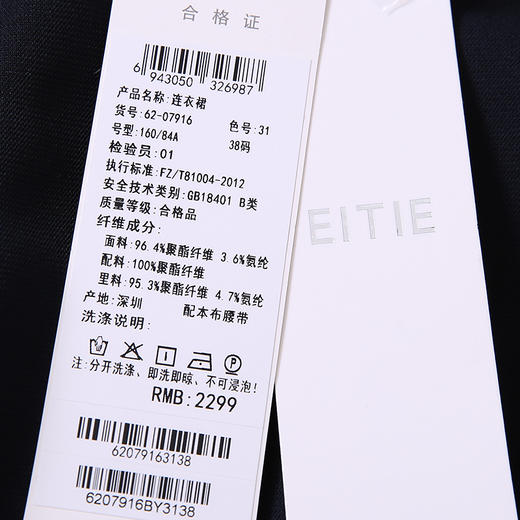 合格证
6 943050 326987
产品名称:连衣裙
货号:62-07916 色号:31
号型:160/84A 38码
检验员:01
执行标准:FZ/T81004-2012
安全技术类别:GB18401 B类
质量等级:合格品
纤维成分:
面料:96.4%聚酯纤维 3.6%氨纶
配料:100%聚酯纤维
里料:95.3%聚酯纤维 4.7%氨纶
产地:深圳 配本布腰带
洗涤说明:
P
注:分开洗涤、即洗即晾、不可浸泡!
RMB:2299
62079163138
6207916BY3138
EITIE